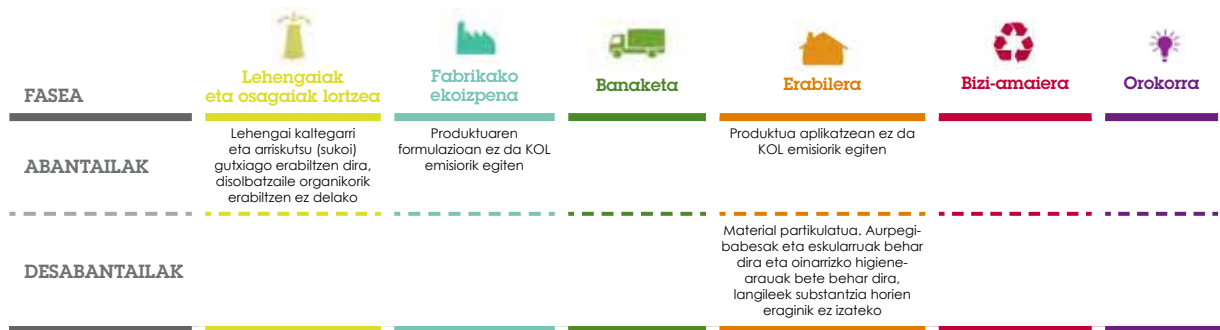 FASEA
Lehengaiak
eta osagaiak lortzea
Fabrikako
ekoizpena
Banaketa
Erabilera
Bizi-amaiera
Orokorra
ABANTAILAK
Lehengai kaltegarri
eta arriskutsu (sukoi)
gutxiago erabiltzen dira,
disolbatzaile organikorik
erabiltzen ez delako
Produktuaren
formulazioan ez da KOL
emisiorik egiten
Produktua aplikatzean ez da
KOL emisiorik egiten
DESABANTAILAK
Material partikulatua. Aurpegi-
babesak eta eskularruak behar
dira eta oinarrizko higiene-
arauak bete behar dira,
langileek substantzia horien
eraginik ez izateko